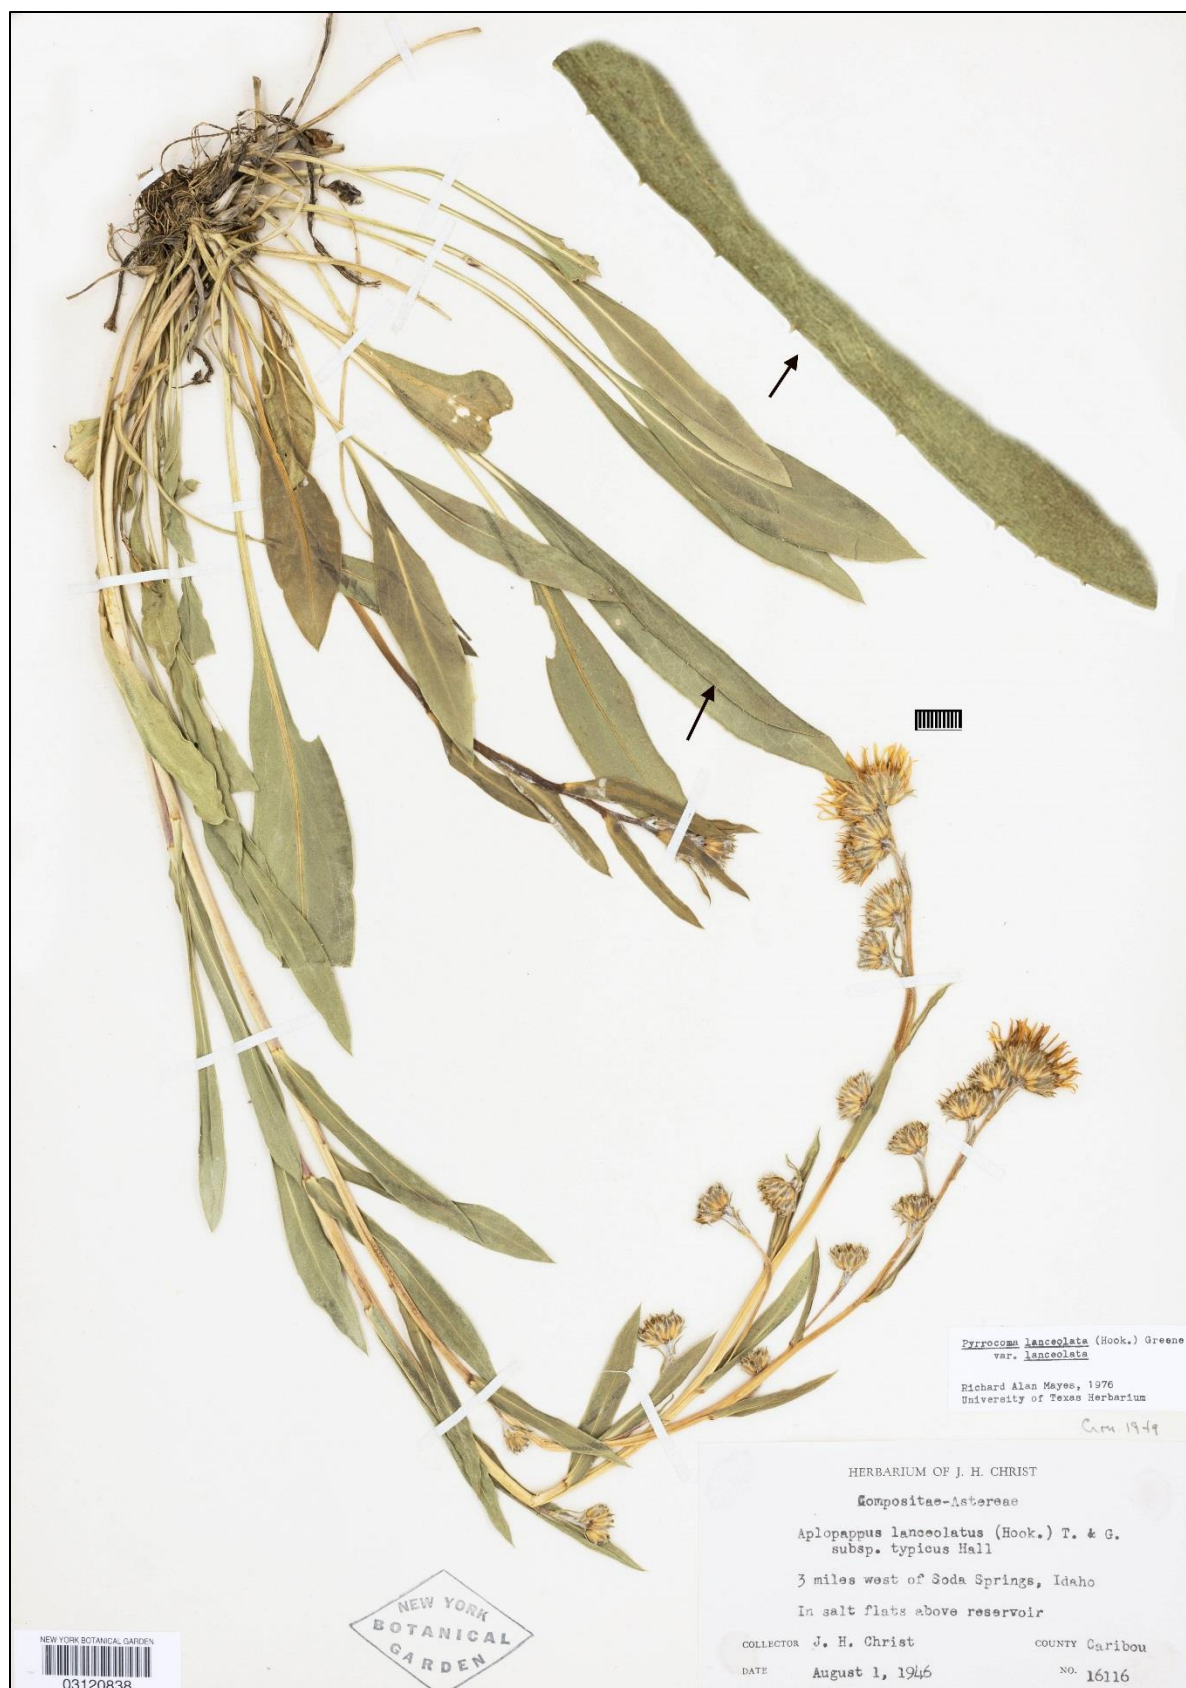 Pyrrocoma lanceolata (Hook.) Greene
var. lanceolata
Richard Alan Mayes, 1976
University of Texas Herbarium
HERBARIUM OF J. H. CHRIST
Compositae-Astereae
Aplopappus lanceolatus (Hook.) T. & G.
subsp. typicus Hall
3 miles west of Soda Springs, Idaho
In salt flats above reservoir
COLLECTOR J. H. Christ COUNTY Caribou
DATE August 1, 1946 NO. 16116
NEW YORK
BOTANICAL
GARDEN
NEW YORK BOTANICAL GARDEN
03120838